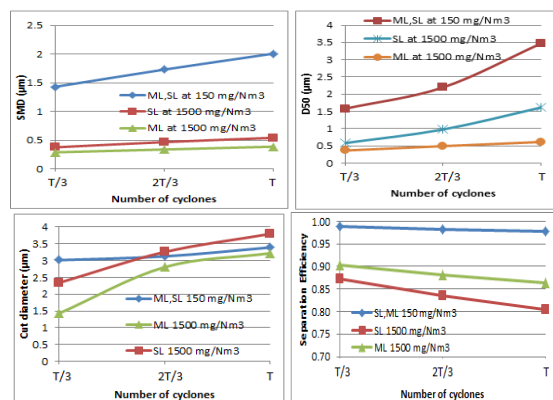 2.5
2
1.5
1
0.5
0
SMD (µm)
ML,SL at 150 mg/Nm3
SL at 1500 mg/Nm3
ML at 1500 mg/Nm3
T/3 2T/3 T
Number of cyclones
4
3.5
3
2.5
2
1.5
1
0.5
0
D50 (µm)
ML,SL at 150 mg/Nm3
SL at 1500 mg/Nm3
ML at 1500 mg/Nm3
T/3 2T/3 T
Number of cyclones
4
3.5
3
2.5
2
1.5
1
0.5
0
Cut diameter (µm)
ML,SL 150 mg/Nm3
ML 1500 mg/Nm3
SL 1500 mg/Nm3
T/3 2T/3 T
Number of cyclones
1.00
0.95
0.90
0.85
0.80
0.75
0.70
Separation Efficiency
SL,ML 150 mg/Nm3
SL 1500 mg/Nm3
ML 1500 mg/Nm3
T/3 2T/3 T
Number of cyclones